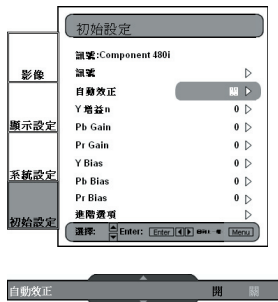 初始設定
訊號:Component 480i
訊號
自動效正 關
Y 增益n 0
Pb Gain 0
Pr Gain 0
Y Bias 0
Pb Bias 0
Pr Bias 0
進階選項
選擇: Enter: Enter Menu
影像
顯示設定
系統設定
初始設定
自動效正 開 關